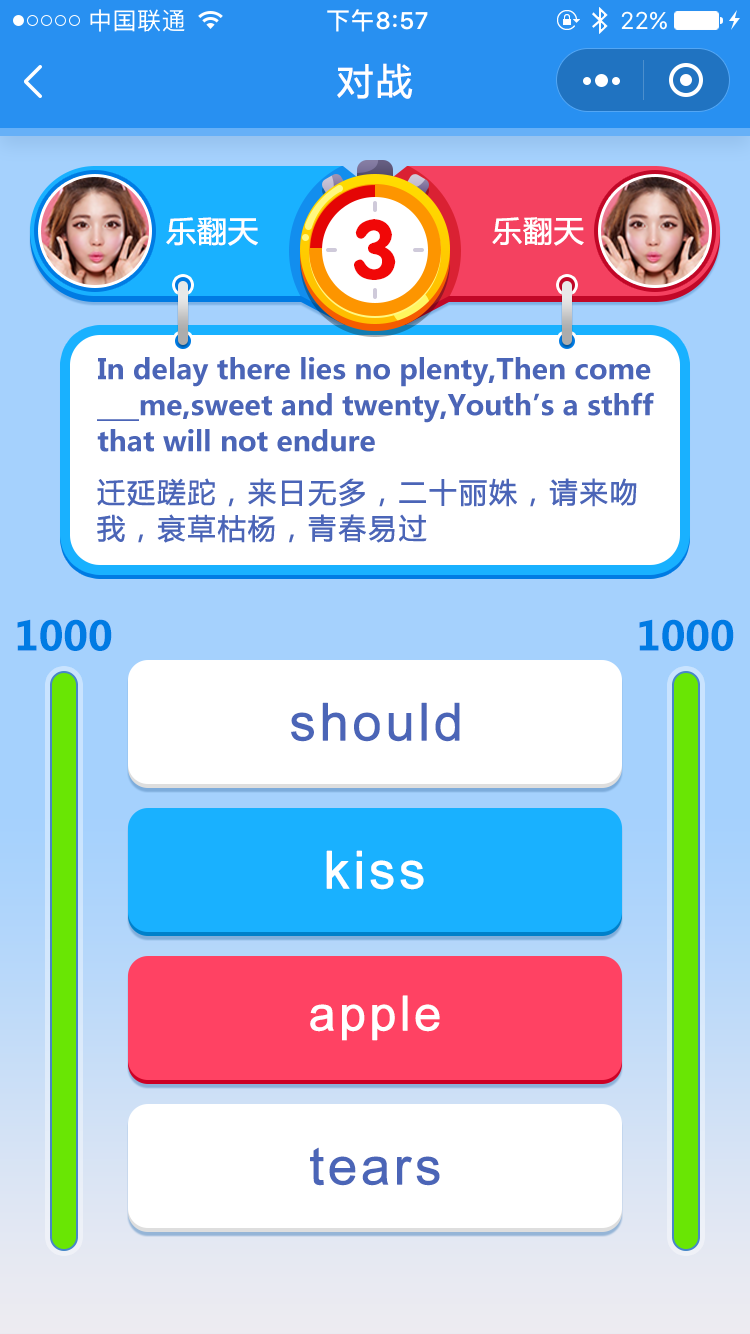 中国联通
下午8:57
22%
对战
乐翻天
3
乐翻天
In delay there lies no plenty,Then come
___me,sweet and twenty,Youth’s a sthff
that will not endure
迁延蹉跎，来日无多，二十丽姝，请来吻
我，衰草枯杨，青春易过
1000
1000
should
kiss
apple
tears